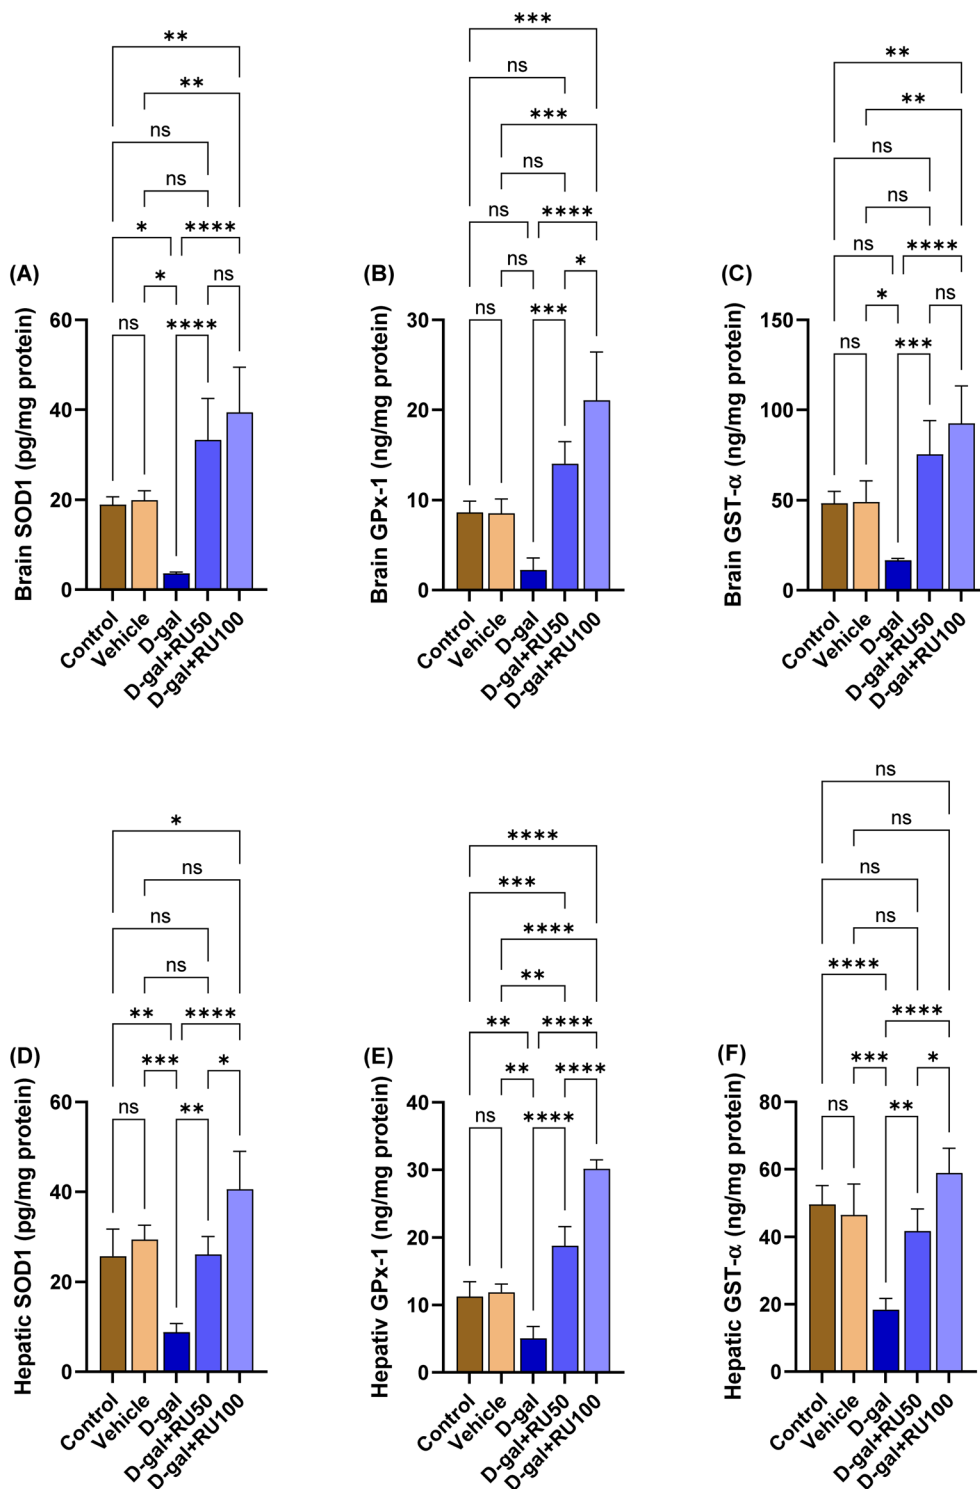 **
**
ns
ns
* ****
* ns
ns ****
(A)
Brain SOD1 (pg/mg protein)
60
40
20
0
Control
Vehicle
D-gal
D-gal+RU50
D-gal+RU100
***
ns
***
ns
ns ****
ns *
ns ***
(B)
Brain GPx-1 (ng/mg protein)
30
20
10
0
Control
Vehicle
D-gal
D-gal+RU50
D-gal+RU100
**
**
ns
ns
ns ****
* ns
ns ***
(C)
Brain GST-α (ng/mg protein)
150
100
50
0
Control
Vehicle
D-gal
D-gal+RU50
D-gal+RU100
*
ns
ns
ns
** ****
*** *
ns **
(D)
Hepatic SOD1 (pg/mg protein)
60
40
20
0
Control
Vehicle
D-gal
D-gal+RU50
D-gal+RU100
****
***
****
**
** ****
** ****
ns ****
(E)
Hepativ GPx-1 (ng/mg protein)
40
30
20
10
0
Control
Vehicle
D-gal
D-gal+RU50
D-gal+RU100
ns
ns
ns
ns
****
****
*** *
ns **
(F)
Hepatic GST-α (ng/mg protein)
80
60
40
20
0
Control
Vehicle
D-gal
D-gal+RU50
D-gal+RU100